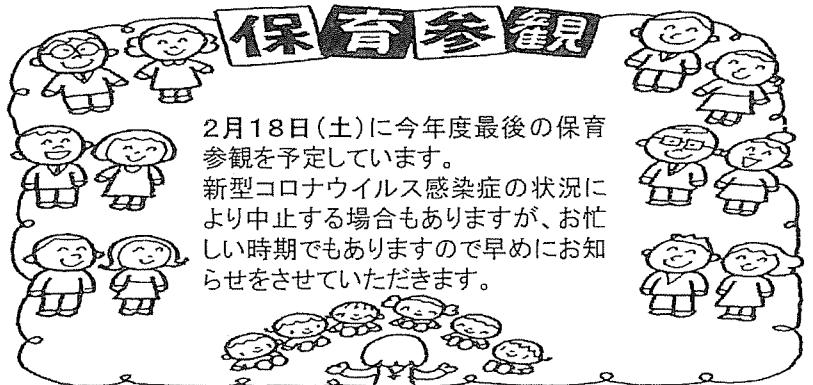 保育参観
2月18日(土)に今年度最後の保育
参観を予定しています。
新型コロナウイルス感染症の状況に
より中止する場合もありますが、お忙
しい時期でもありますので早めにお知
らせをさせていただきます。